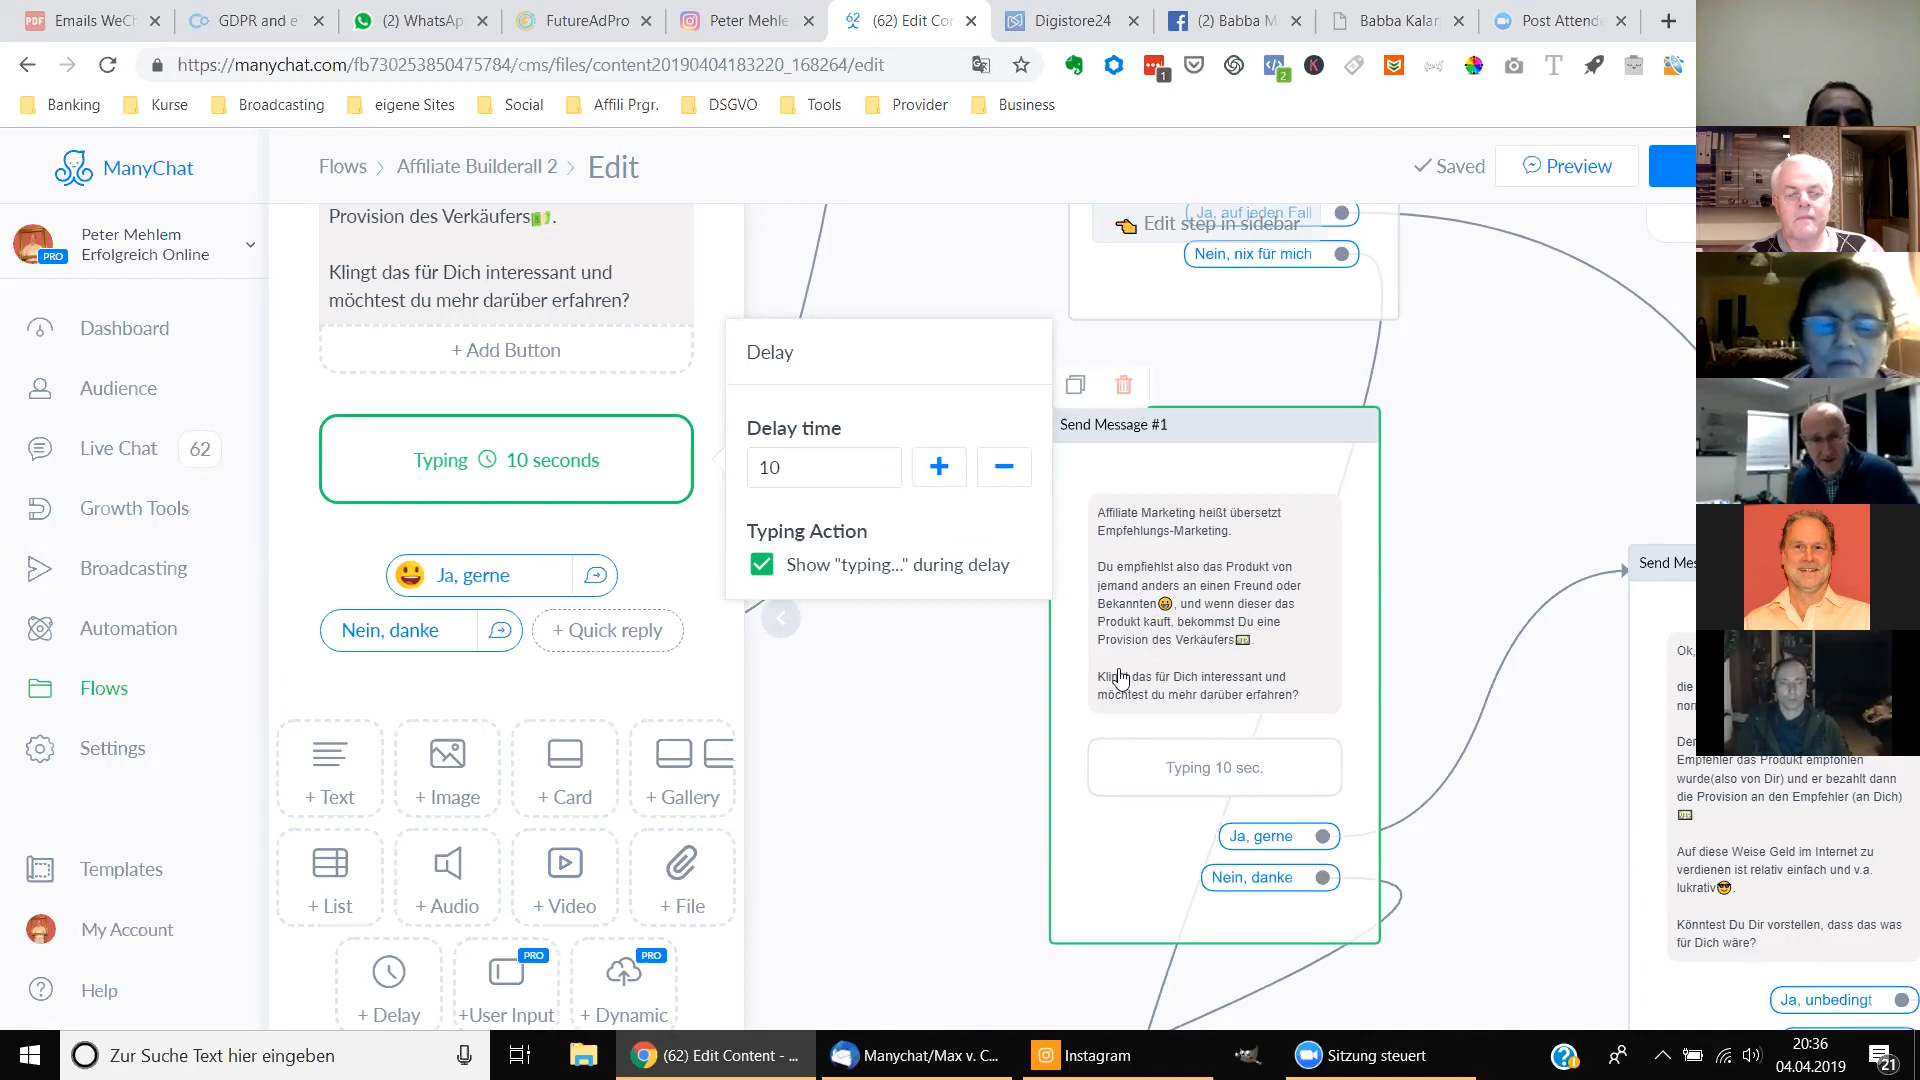 Emails WeCh
GDPR and e
(2) WhatsAp
FutureAdPro
Peter Mehle
62
(62) Edit Con
Digistore24
(2) Babba M
Babba Kalan
Post Attende
https://manychat.com/fb730253850475784/cms/files/content20190404183220_168264/edit
1
2
Banking
Kurse
Broadcasting
eigene Sites
Social
Affili Prgr.
DSGVO
Tools
Provider
Business
ManyChat
Flows
Affiliate Builderall 2
Edit
Saved
Preview
Peter Mehlem
Erfolgreich Online
PRO
Dashboard
Audience
Live Chat
62
Growth Tools
Broadcasting
Automation
Flows
Settings
Templates
My Account
Help
Provision des Verkäufers💵.
Klingt das für Dich interessant und
möchtest du mehr darüber erfahren?
+ Add Button
Typing 10 seconds
😃 Ja, gerne
Nein, danke
+ Quick reply
+ Text
+ Image
+ Card
+ Gallery
+ List
+ Audio
+ Video
+ File
PRO
PRO
+ Delay
+User Input
+ Dynamic
Delay
Delay time
10
Typing Action
Show "typing..." during delay
Ja, auf jeden Fall
👈 Edit step in sidebar
Nein, nix für mich
Send Message #1
Affiliate Marketing heißt übersetzt
Empfehlungs-Marketing.
Du empfiehlst also das Produkt von
jemand anders an einen Freund oder
Bekannten😀, und wenn dieser das
Produkt kauft, bekommst Du eine
Provision des Verkäufers💵.
Klingt das für Dich interessant und
möchtest du mehr darüber erfahren?
Typing 10 sec.
Ja, gerne
Nein, danke
Send Mes
Ok,
die
Der
Empfehler das Produkt empfohlen
wurde(also von Dir) und er bezahlt dann
die Provision an den Empfehler (an Dich)
💵
Auf diese Weise Geld im Internet zu
verdienen ist relativ einfach und v.a.
lukrativ😎.
Könntest Du Dir vorstellen, dass das was
für Dich wäre?
Ja, unbedingt
Zur Suche Text hier eingeben
(62) Edit Content - ...
Manychat/Max v. C...
Instagram
Sitzung steuert
20:36
04.04.2019
21